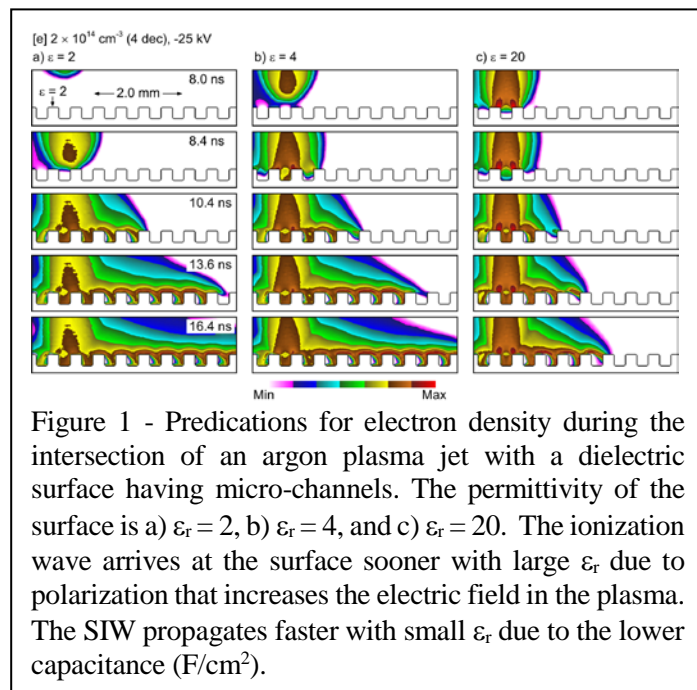 [e] 2 × 10¹⁴ cm⁻³ (4 dec), -25 kV
a) ε = 2
b) ε = 4
c) ε = 20
8.0 ns
ε = 2
2.0 mm
8.4 ns
10.4 ns
13.6 ns
16.4 ns
Min
Max
Figure 1 - Predications for electron density during the
intersection of an argon plasma jet with a dielectric
surface having micro-channels. The permittivity of the
surface is a) εᵣ = 2, b) εᵣ = 4, and c) εᵣ = 20. The ionization
wave arrives at the surface sooner with large εᵣ due to
polarization that increases the electric field in the plasma.
The SIW propagates faster with small εᵣ due to the lower
capacitance (F/cm²).